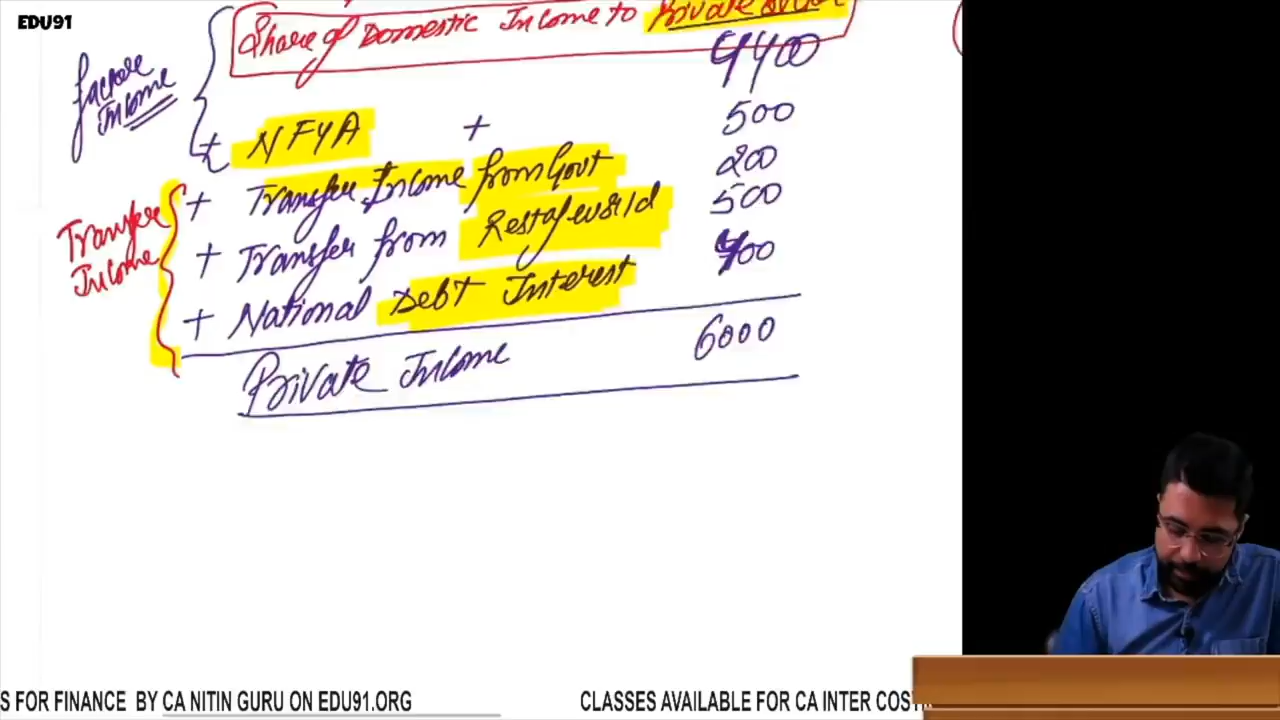 EDU91
Share of Domestic Income to Private
4400
Factor Income
+ NFYA + 500
+ Transfer Income from Govt 200
+ Transfer from Rest of world 500
+ National Debt Interest 400
Transfer Income
Private Income 6000
S FOR FINANCE BY CA NITIN GURU ON EDU91.ORG CLASSES AVAILABLE FOR CA INTER COST